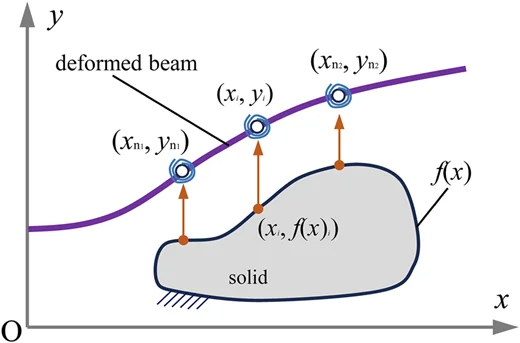 y
deformed beam
(xn₂, yn₂)
(xᵢ, yᵢ)
(xn₁, yn₁)
f(x)
(xᵢ, f(x)ᵢ)
solid
x
O